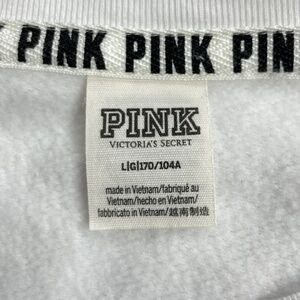 PINK PINK PIN
PINK
VICTORIA'S SECRET
L|G|170/104A
made in Vietnam/fabriqué au
Vietnam/hecho en Vietnam/
fabbricato in Vietnam/越南制造